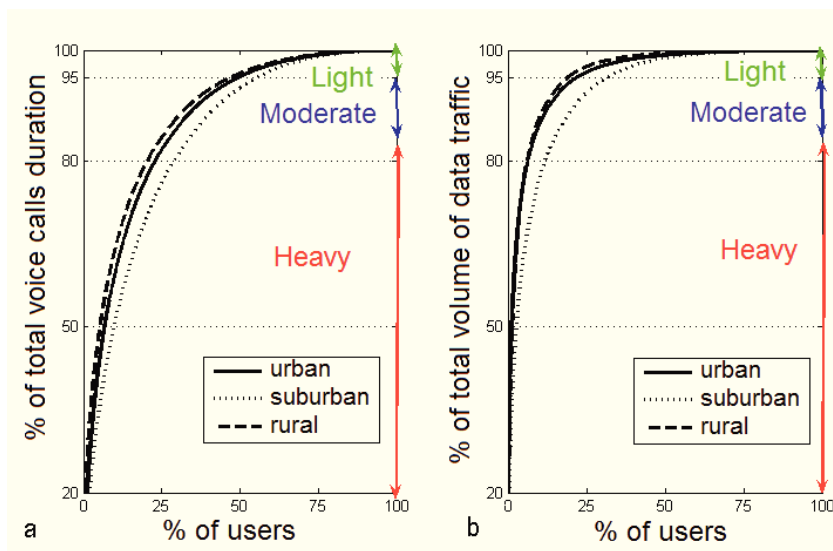 % of total voice calls duration
100
95
80
50
20
Light
Moderate
Heavy
urban
suburban
rural
0
25
50
75
100
a
% of users
% of total volume of data traffic
100
95
80
50
20
Light
Moderate
Heavy
urban
suburban
rural
0
25
50
75
100
b
% of users